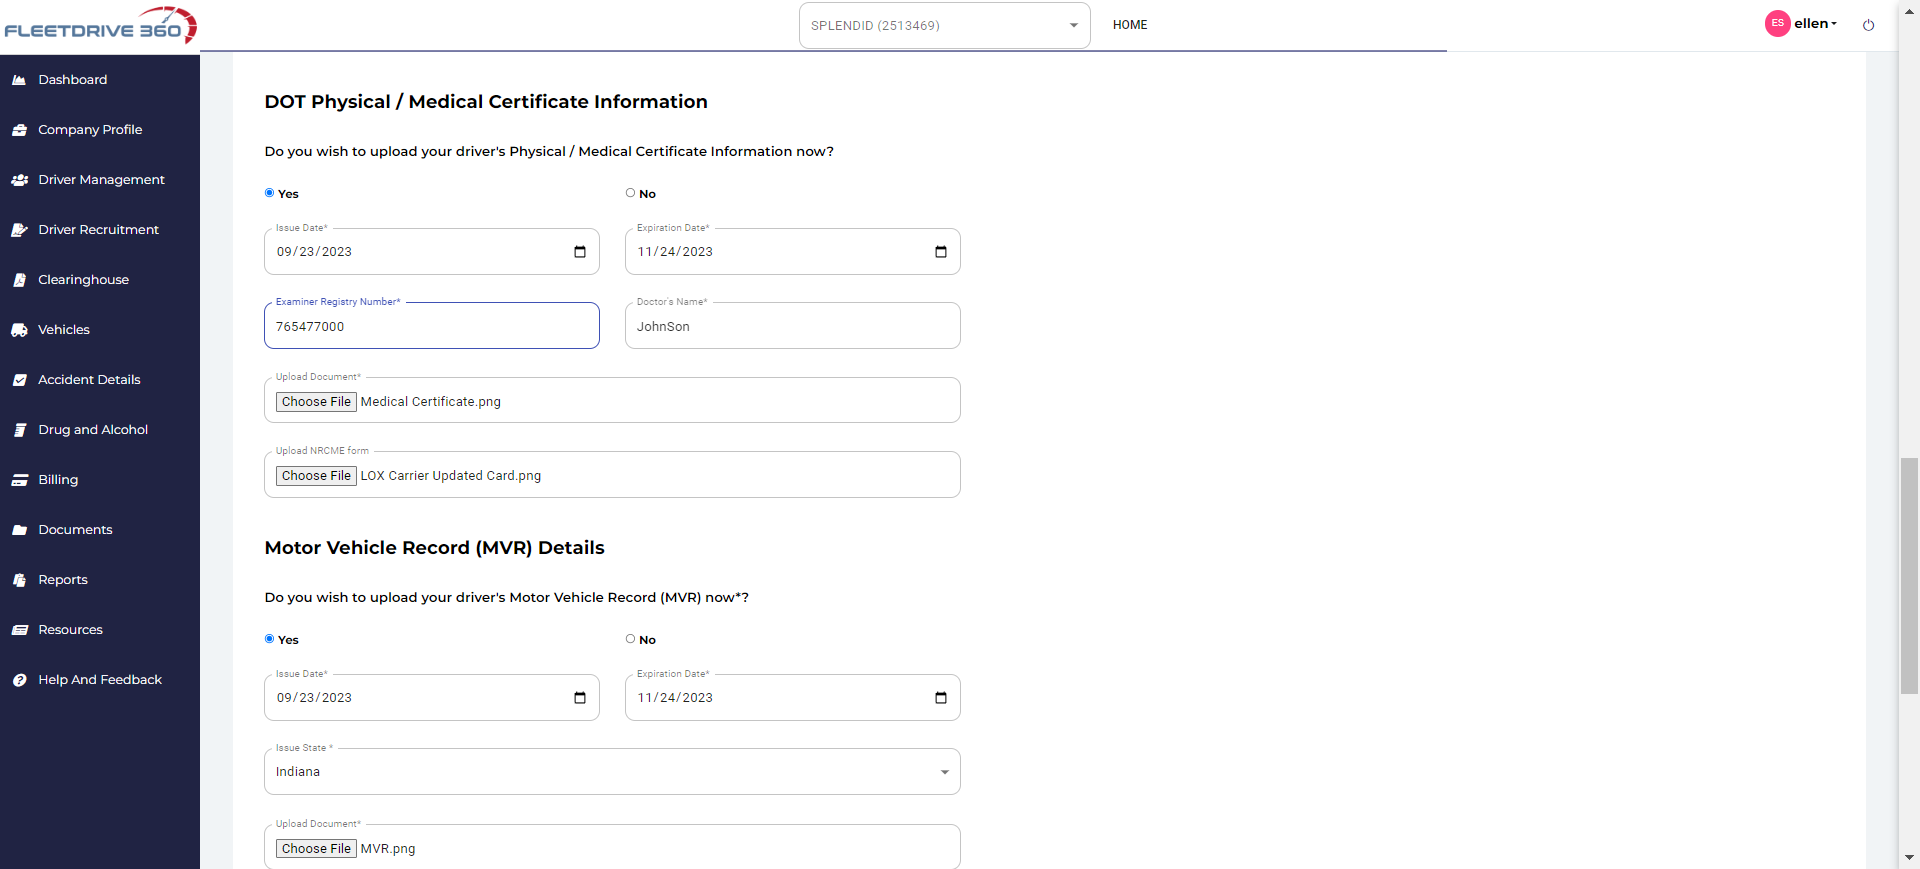 FLEETDRIVE 360
SPLENDID (2513469)
HOME
ES
ellen
Dashboard
Company Profile
Driver Management
Driver Recruitment
Clearinghouse
Vehicles
Accident Details
Drug and Alcohol
Billing
Documents
Reports
Resources
Help And Feedback
DOT Physical / Medical Certificate Information
Do you wish to upload your driver's Physical / Medical Certificate Information now?
Yes
No
Issue Date*
09/23/2023
Expiration Date*
11/24/2023
Examiner Registry Number*
765477000
Doctor's Name*
JohnSon
Upload Document*
Choose File Medical Certificate.png
Upload NRCME form
Choose File LOX Carrier Updated Card.png
Motor Vehicle Record (MVR) Details
Do you wish to upload your driver's Motor Vehicle Record (MVR) now*?
Yes
No
Issue Date*
09/23/2023
Expiration Date*
11/24/2023
Issue State *
Indiana
Upload Document*
Choose File MVR.png